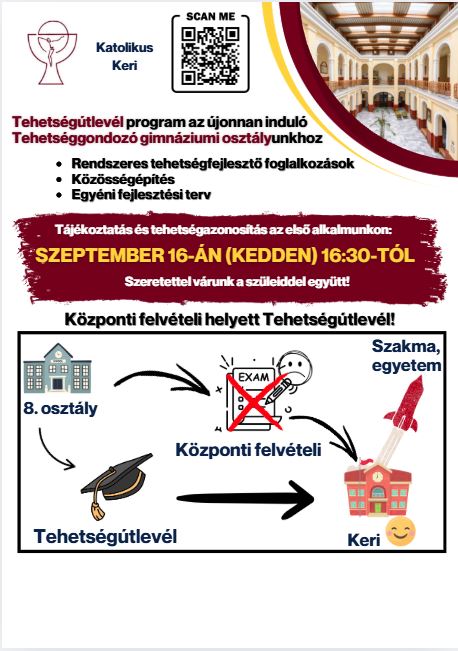 SCAN ME
Katolikus
Keri
Tehetségútlevél program az újonnan induló
Tehetséggondozó gimnáziumi osztályunkhoz
• Rendszeres tehetségfejlesztő foglalkozások
• Közösségépítés
• Egyéni fejlesztési terv
Tájékoztatás és tehetségazonosítás az első alkalmunkon:
SZEPTEMBER 16-ÁN (KEDDEN) 16:30-TÓL
Szeretettel várunk a szüleiddel együtt!
Központi felvételi helyett Tehetségútlevél!
Szakma,
egyetem
EXAM
8. osztály
Központi felvételi
Tehetségútlevél
Keri